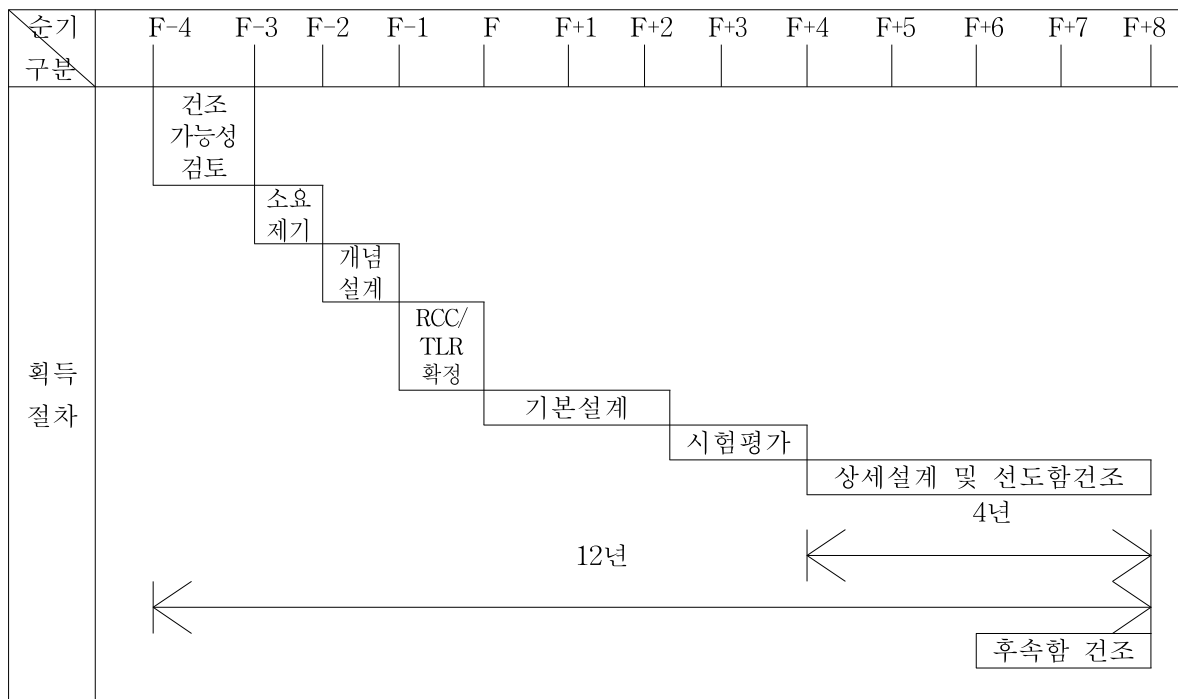 순기
F-4 F-3 F-2 F-1 F F+1 F+2 F+3 F+4 F+5 F+6 F+7 F+8
구분
획득
절차
건조
가능성
검토
소요
제기
개념
설계
RCC/
TLR
확정
기본설계
시험평가
상세설계 및 선도함건조
4년
12년
후속함 건조